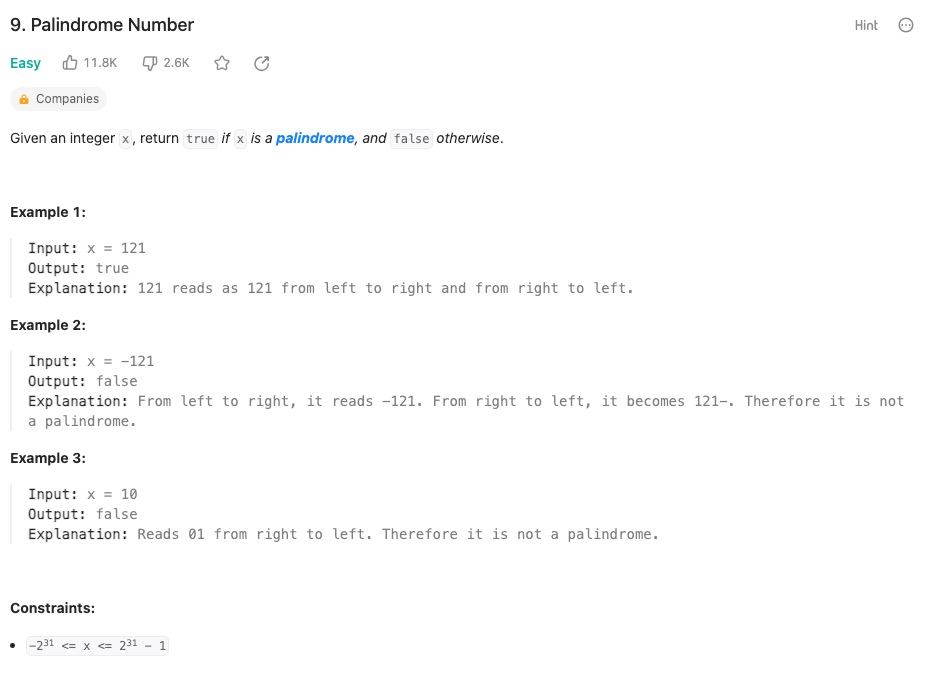 9. Palindrome Number
Hint
Easy 11.8K 2.6K
Companies
Given an integer x, return true if x is a palindrome, and false otherwise.
Example 1:
Input: x = 121
Output: true
Explanation: 121 reads as 121 from left to right and from right to left.
Example 2:
Input: x = -121
Output: false
Explanation: From left to right, it reads -121. From right to left, it becomes 121-. Therefore it is not
a palindrome.
Example 3:
Input: x = 10
Output: false
Explanation: Reads 01 from right to left. Therefore it is not a palindrome.
Constraints:
• -2³¹ <= x <= 2³¹ - 1